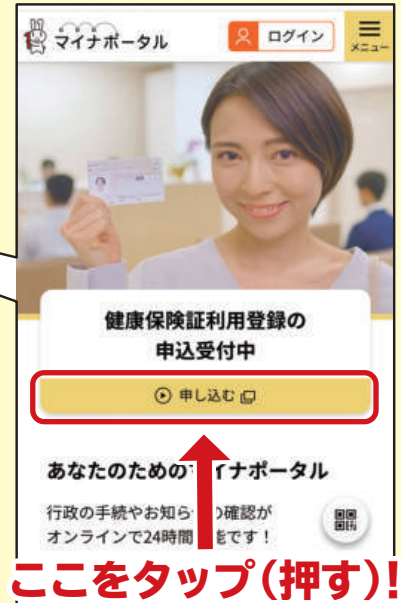 マイナポータル
ログイン
メニュー
健康保険証利用登録の
申込受付中
申し込む
あなたのための イナポータル
行政の手続やお知ら の確認が
オンラインで24時間 能です！
ここをタップ（押す）！